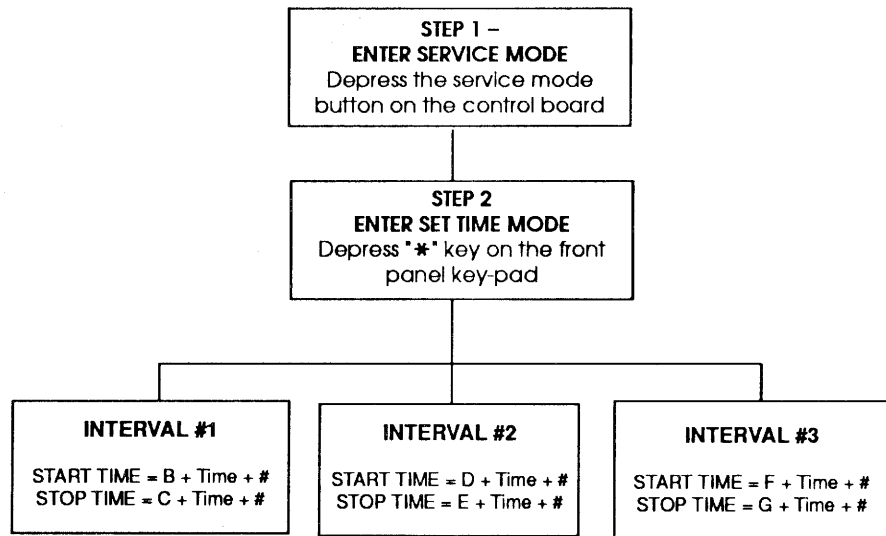 STEP 1 –
ENTER SERVICE MODE
Depress the service mode
button on the control board
STEP 2
ENTER SET TIME MODE
Depress "*" key on the front
panel key-pad
INTERVAL #1
START TIME = B + Time + #
STOP TIME = C + Time + #
INTERVAL #2
START TIME = D + Time + #
STOP TIME = E + Time + #
INTERVAL #3
START TIME = F + Time + #
STOP TIME = G + Time + #